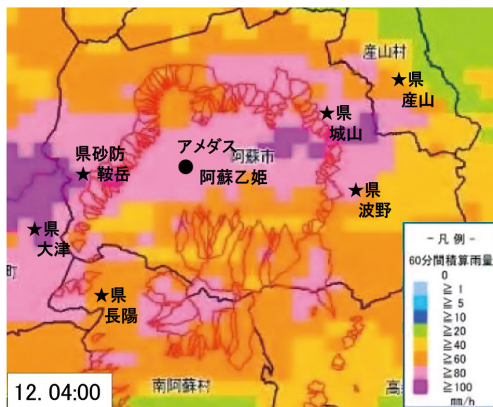 産山村
★県
産山
★県
城山
アメダス
阿蘇市
阿蘇乙姫
県砂防
★鞍岳
★県
波野
★県
大津
町
★県
長陽
南阿蘇村
高
-凡例-
60分間積算雨量
0
≧1
≧5
≧10
≧20
≧40
≧60
≧80
≧100
mm/h
12. 04:00